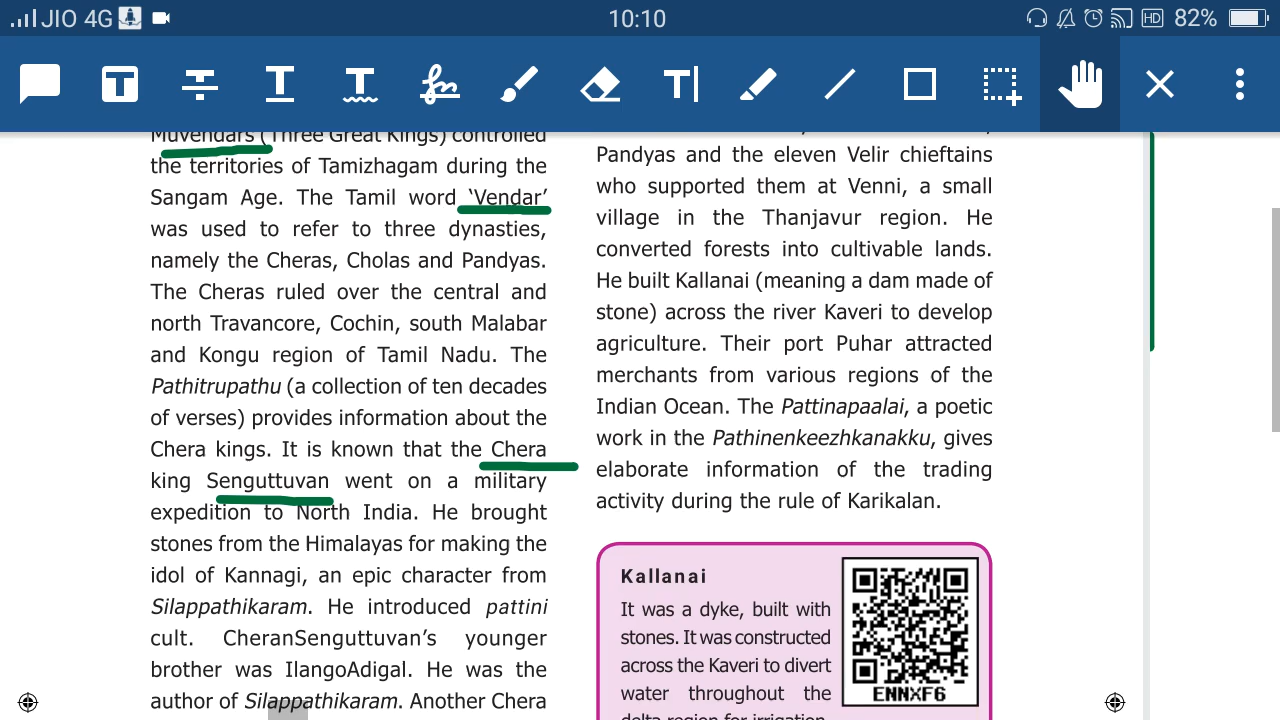 JIO 4G
10:10
HD 82%
Muvendars (Three Great Kings) controlled
the territories of Tamizhagam during the
Sangam Age. The Tamil word ‘Vendar’
was used to refer to three dynasties,
namely the Cheras, Cholas and Pandyas.
The Cheras ruled over the central and
north Travancore, Cochin, south Malabar
and Kongu region of Tamil Nadu. The
Pathitrupathu (a collection of ten decades
of verses) provides information about the
Chera kings. It is known that the Chera
king Senguttuvan went on a military
expedition to North India. He brought
stones from the Himalayas for making the
idol of Kannagi, an epic character from
Silappathikaram. He introduced pattini
cult. CheranSenguttuvan’s younger
brother was IlangoAdigal. He was the
author of Silappathikaram. Another Chera
Pandyas and the eleven Velir chieftains
who supported them at Venni, a small
village in the Thanjavur region. He
converted forests into cultivable lands.
He built Kallanai (meaning a dam made of
stone) across the river Kaveri to develop
agriculture. Their port Puhar attracted
merchants from various regions of the
Indian Ocean. The Pattinapaalai, a poetic
work in the Pathinenkeezhkanakku, gives
elaborate information of the trading
activity during the rule of Karikalan.
Kallanai
It was a dyke, built with
stones. It was constructed
across the Kaveri to divert
water throughout the
delta region for irrigation.
ENNXF6